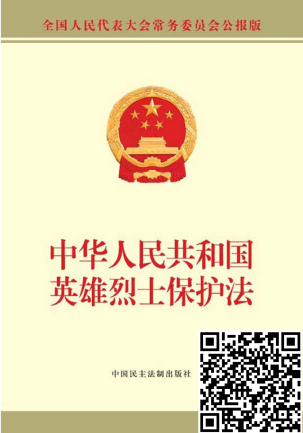 全国人民代表大会常务委员会公报版
中华人民共和国
英雄烈士保护法
中国民主法制出版社